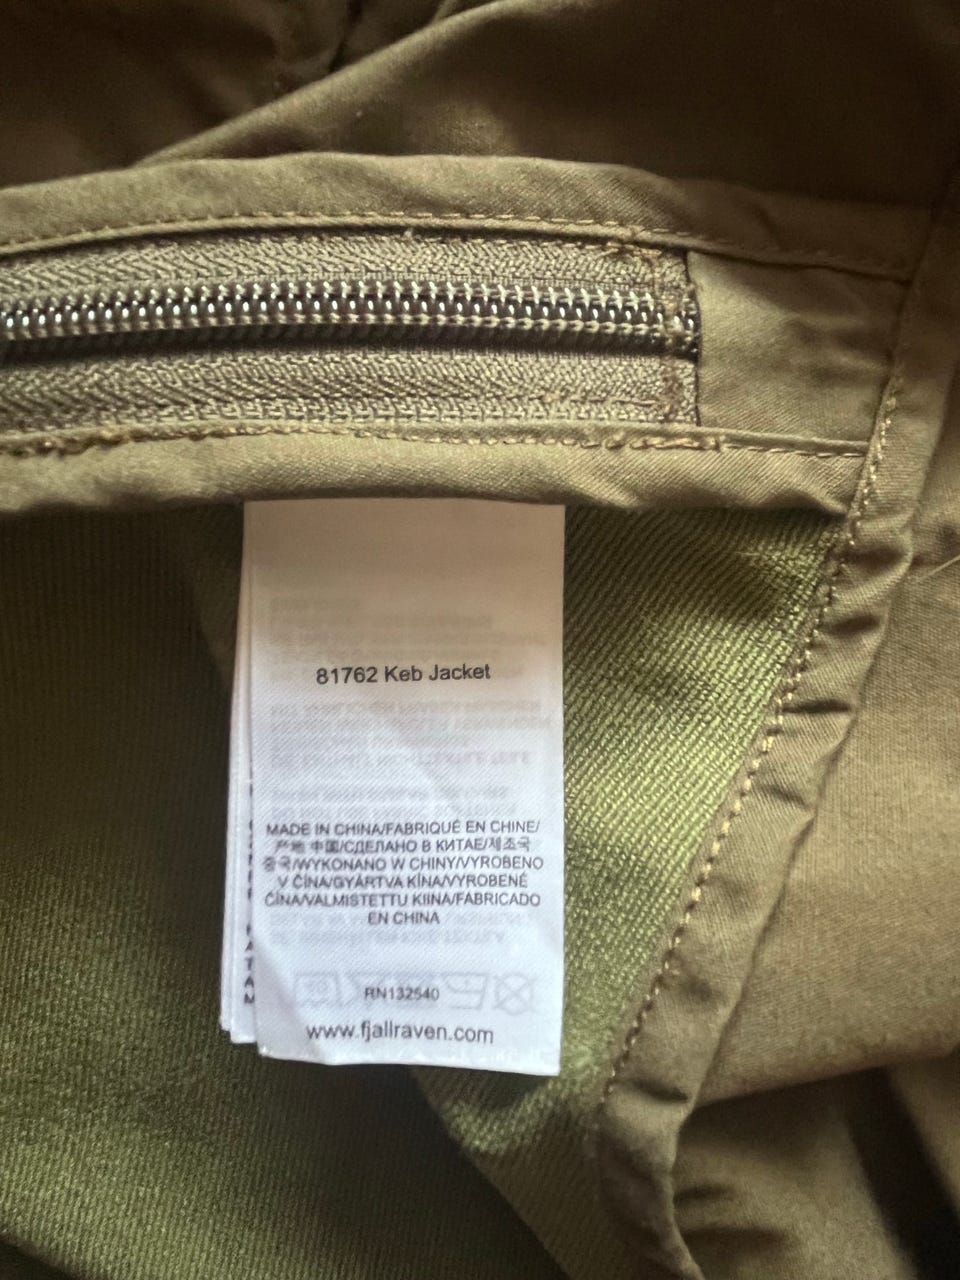 81762 Keb Jacket
MADE IN CHINA/FABRIQUÉ EN CHINE/
产地 中国/СДЕЛАНО В КИТАЕ/제조국
중국/WYKONANO W CHINY/VYROBENO
V ČÍNA/GYÁRTVA KÍNA/VYROBENÉ
ČÍNA/VALMISTETTU KIINA/FABRICADO
EN CHINA
RN132540
www.fjallraven.com